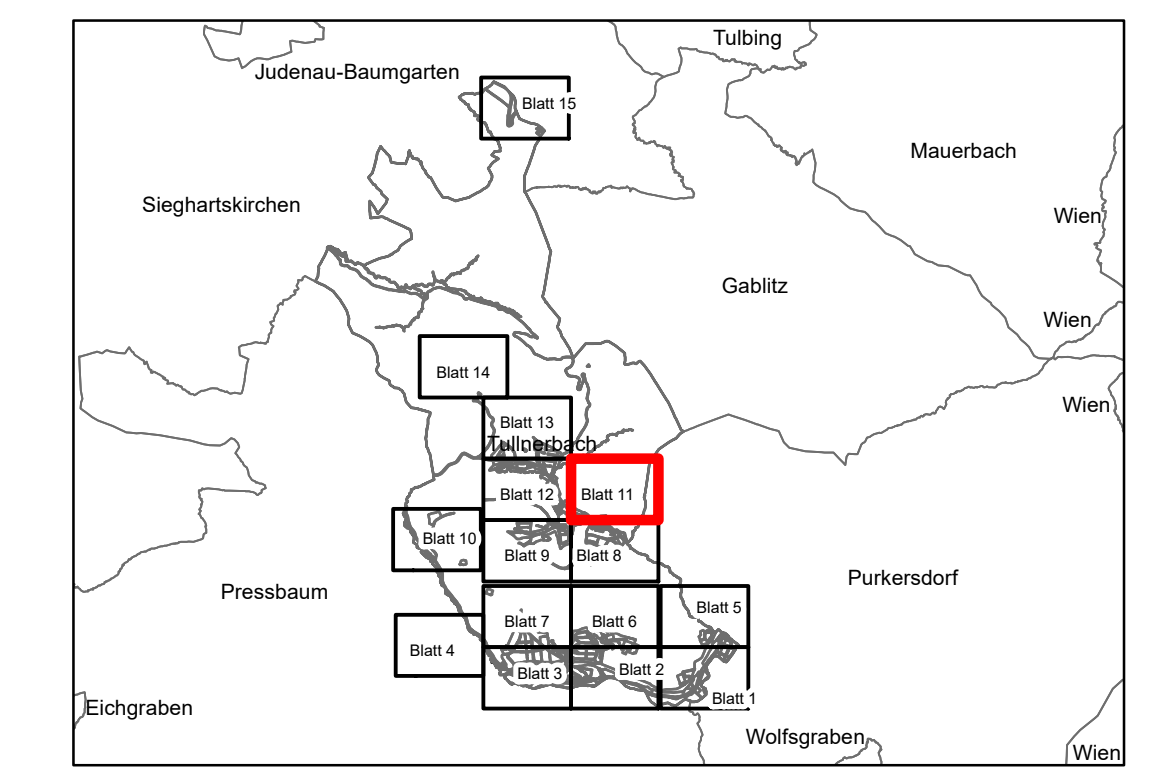 Tulbing
Judenau-Baumgarten
Blatt 15
Mauerbach
Sieghartskirchen
Wien
Gablitz
Wien
Blatt 14
Wien
Blatt 13
Tullnerbach
Blatt 12
Blatt 11
Blatt 10
Blatt 9
Blatt 8
Purkersdorf
Pressbaum
Blatt 5
Blatt 7
Blatt 6
Blatt 4
Blatt 3
Blatt 2
Blatt 1
Eichgraben
Wolfsgraben
Wien